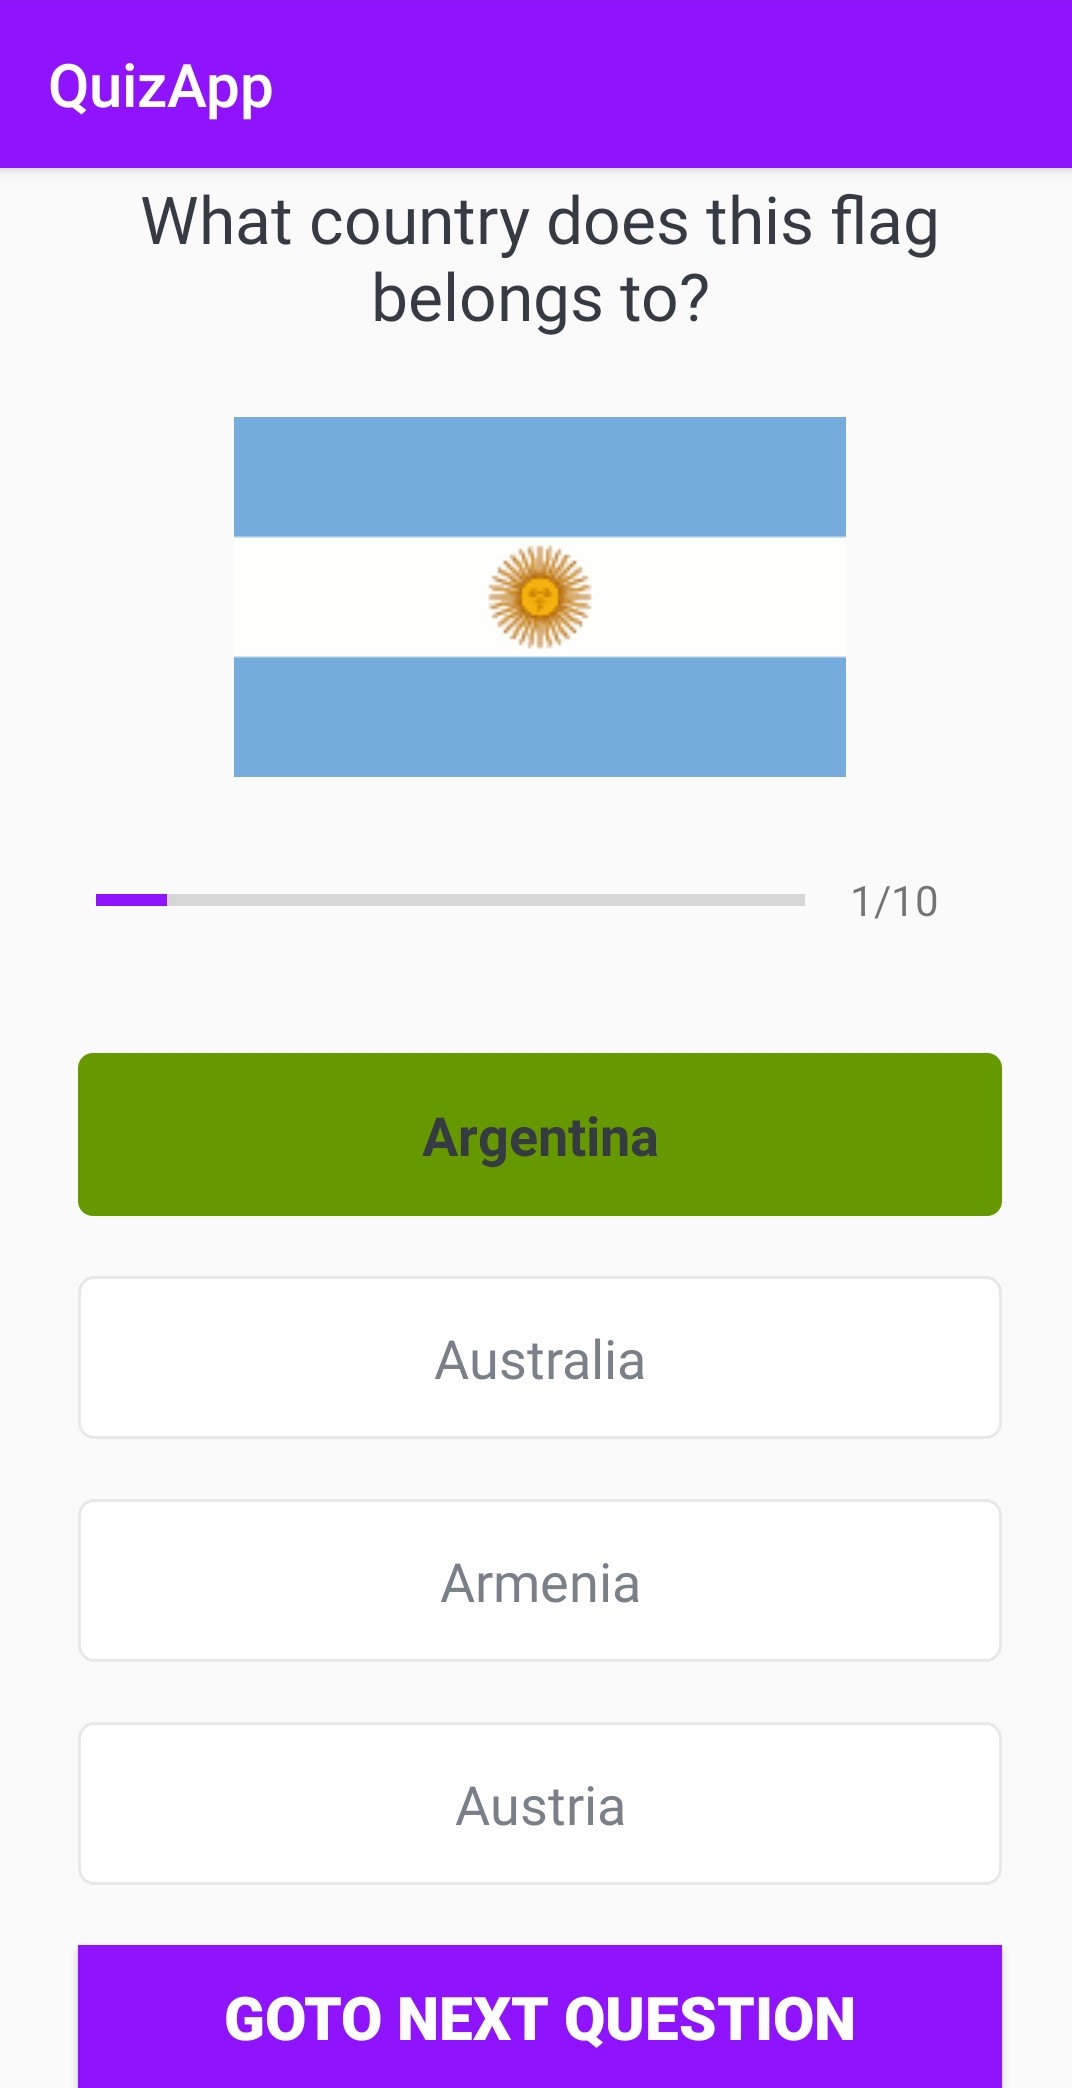 QuizApp
What country does this flag
belongs to?
1/10
Argentina
Australia
Armenia
Austria
GOTO NEXT QUESTION